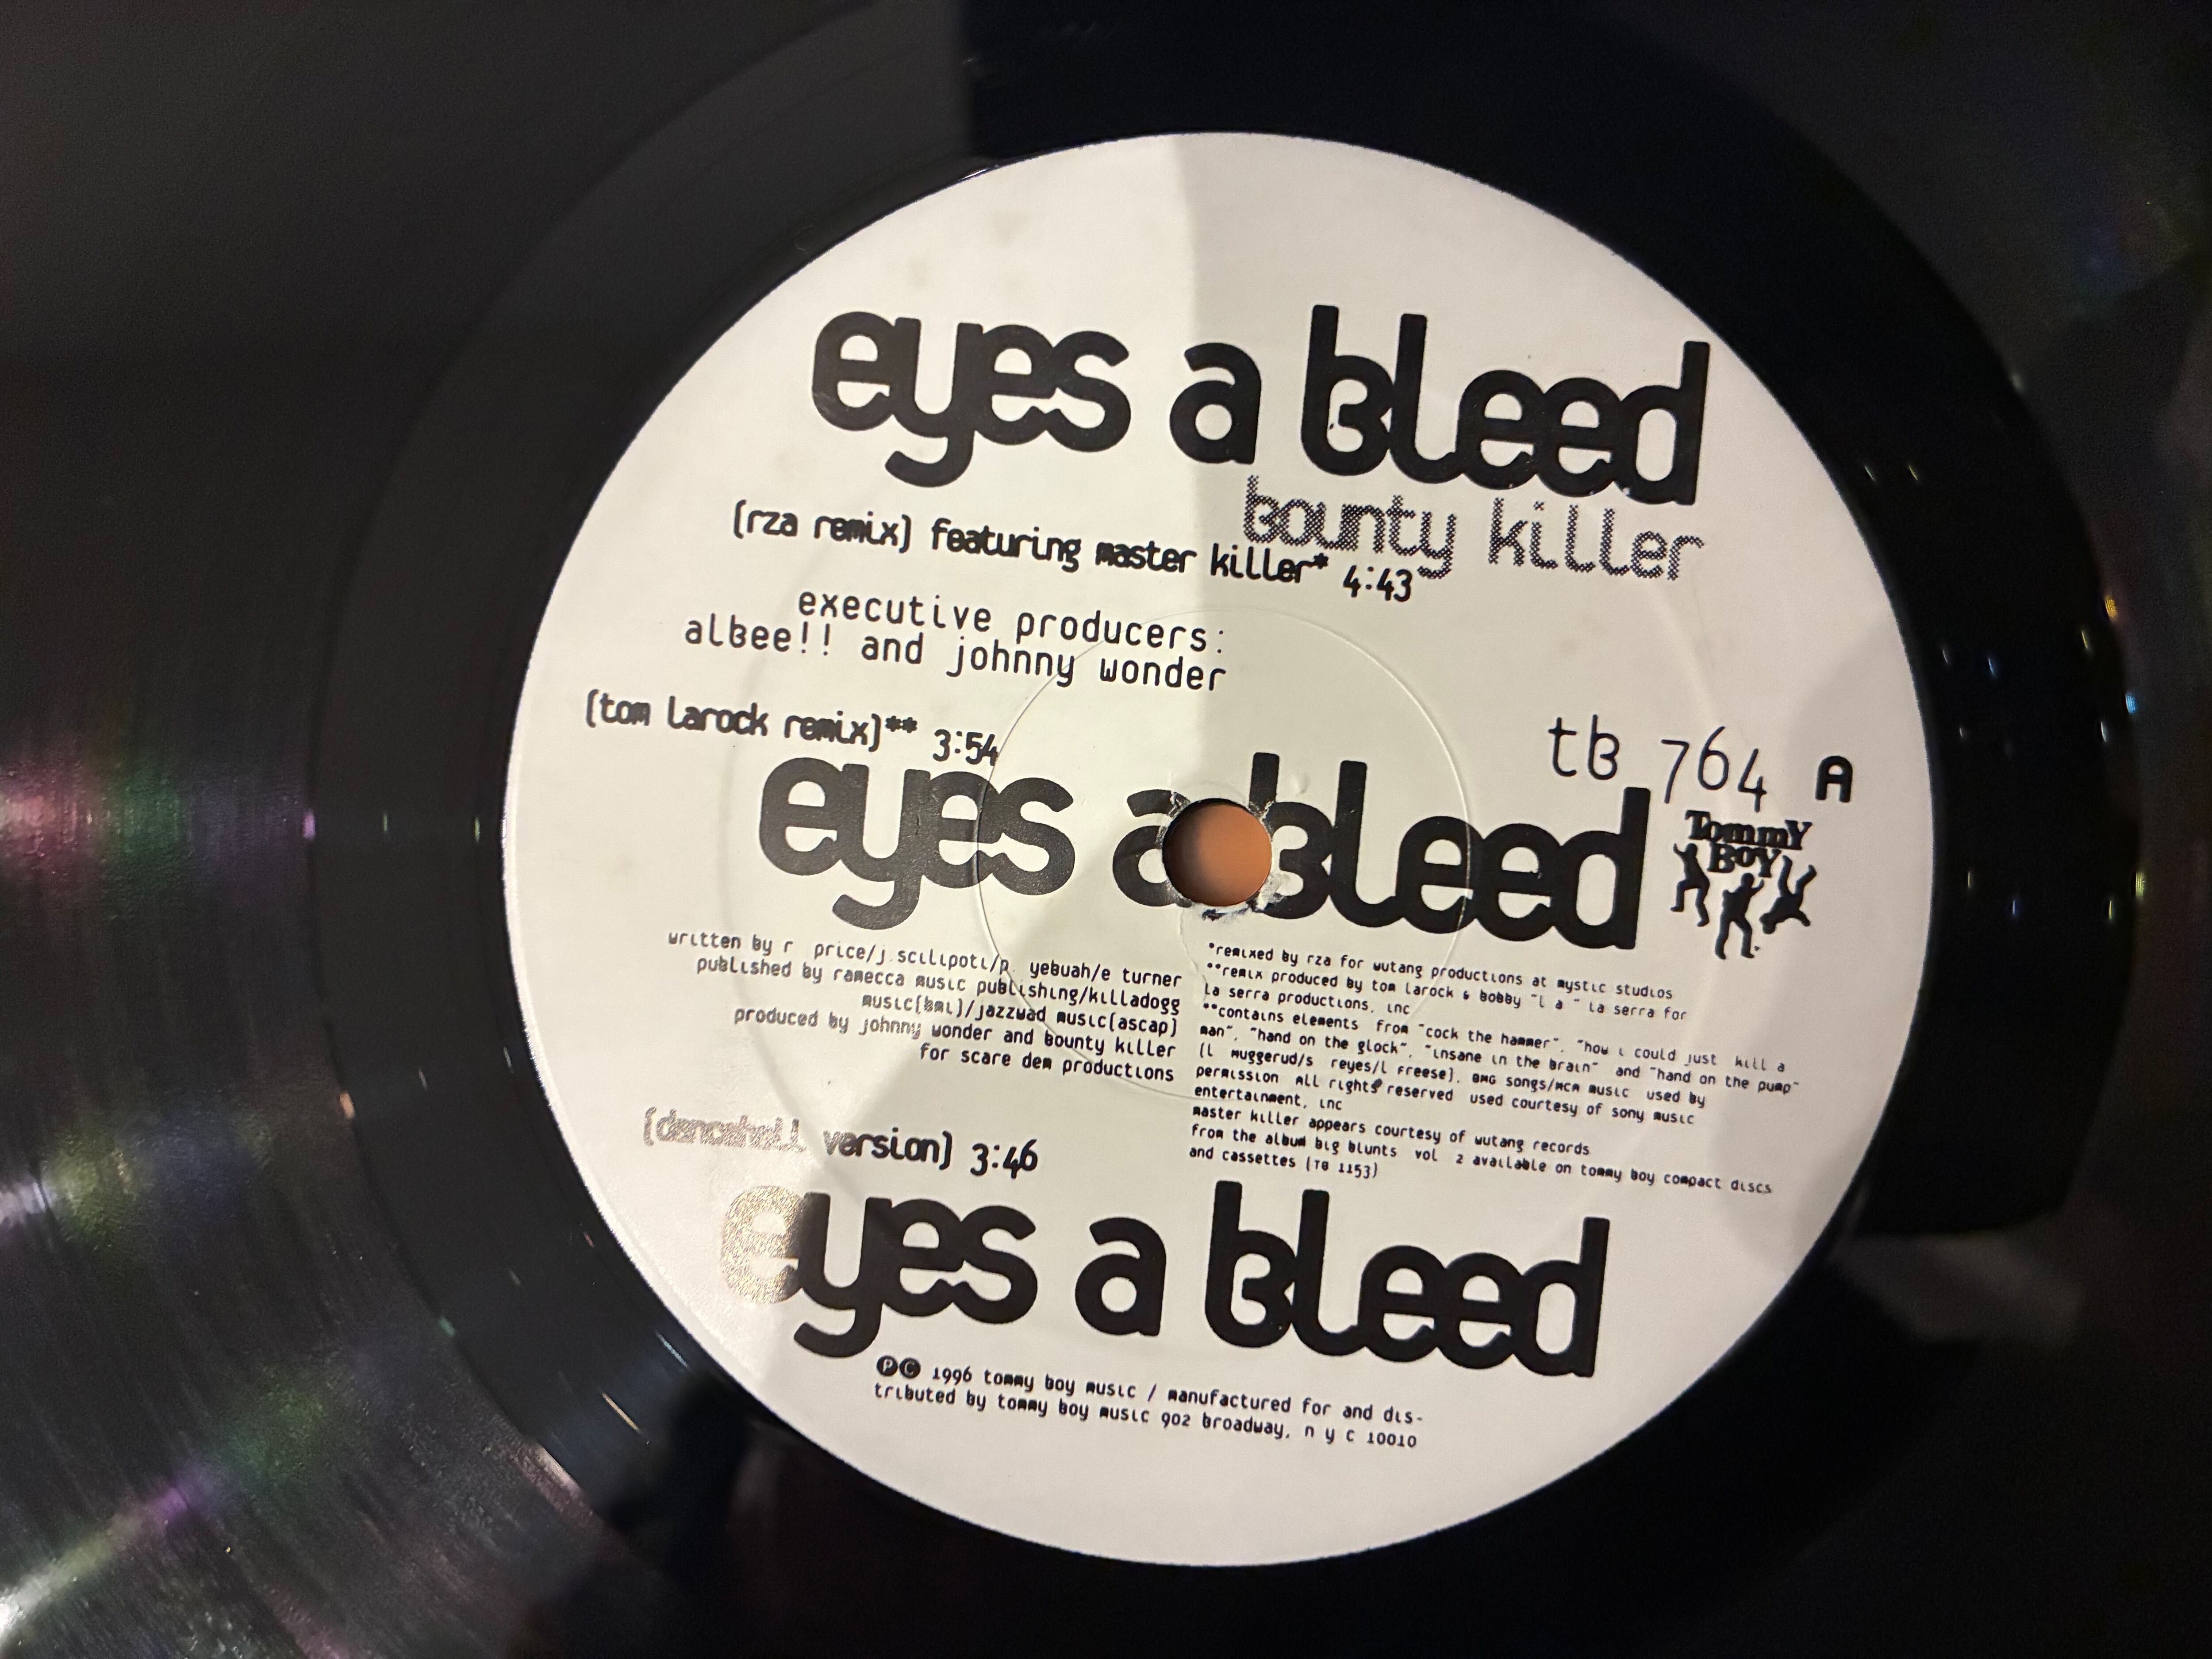 eyes a bleed
bounty killer
(rza remix) featuring master killer* 4:43
executive producers:
albee!! and johnny wonder
(tom larock remix)** 3:54
eyes a bleed
tb 764 A
Tommy
Boy
written by r price/j.scilipoti/p. yebuah/e turner
published by ramecca music publishing/killadogg
music(bmi)/jazzwad music(ascap)
produced by johnny wonder and bounty killer
for scare dem productions
*remixed by rza for wutang productions at mystic studios
**remix produced by tom larock & bobby "l a " la serra for
la serra productions, inc
**contains elements from "cock the hammer", "how i could just kill a
man", "hand on the glock", "insane in the brain" and "hand on the pump"
(l muggerud/s reyes/l freese), BMG songs/MCA music used by
permission All rights reserved used courtesy of sony music
entertainment, inc
master killer appears courtesy of wutang records
from the album big blunts vol 2 available on tommy boy compact discs
and cassettes (TB 1153)
(dancehall version) 3:46
eyes a bleed
℗© 1996 tommy boy music / manufactured for and dis-
tributed by tommy boy music 902 broadway, n y c 10010